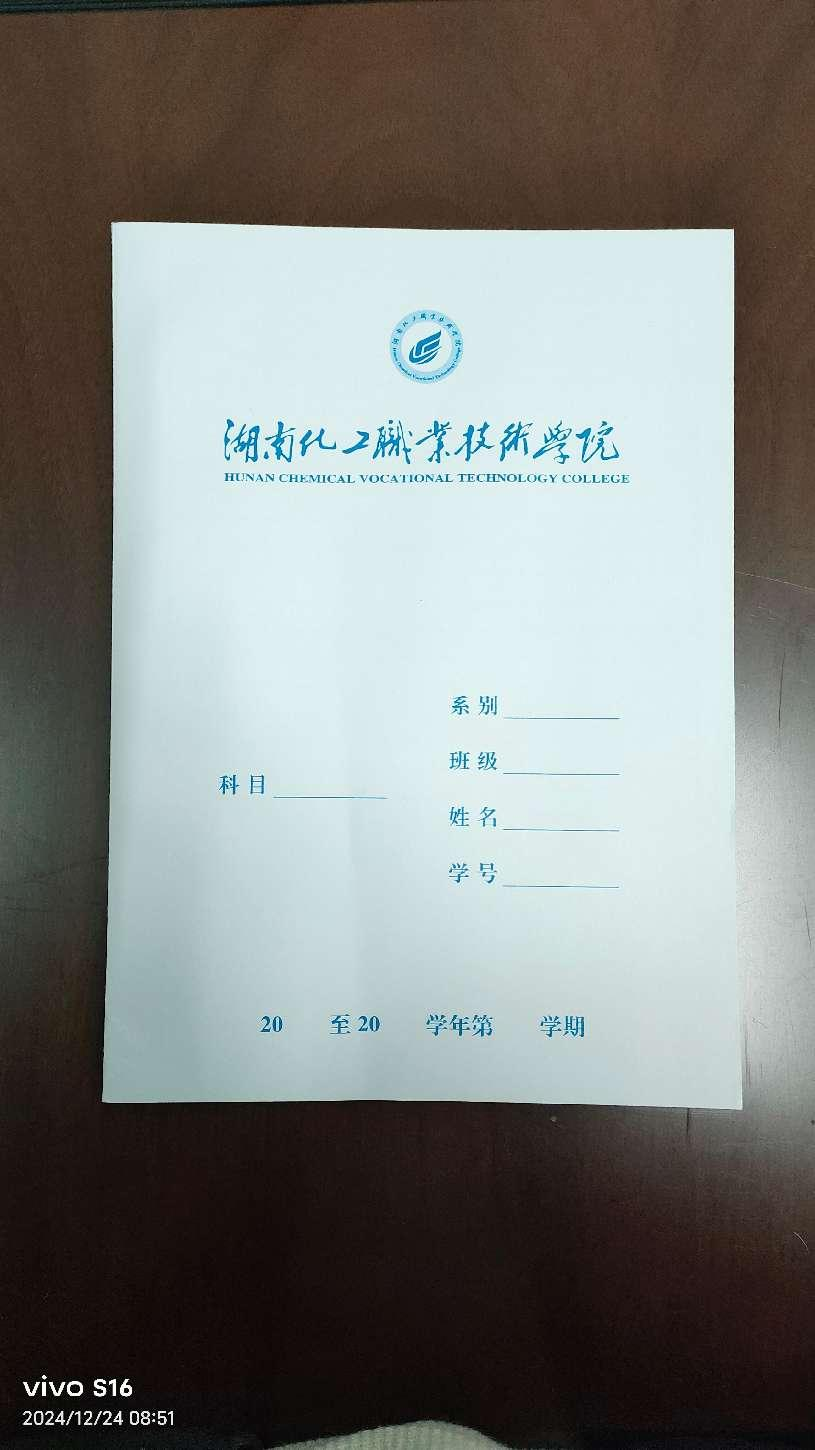 湖南化工職業技術學院
HUNAN CHEMICAL VOCATIONAL TECHNOLOGY COLLEGE
系别
班级
科目
姓名
学号
20 至20 学年第 学期
vivo S16
2024/12/24 08:51